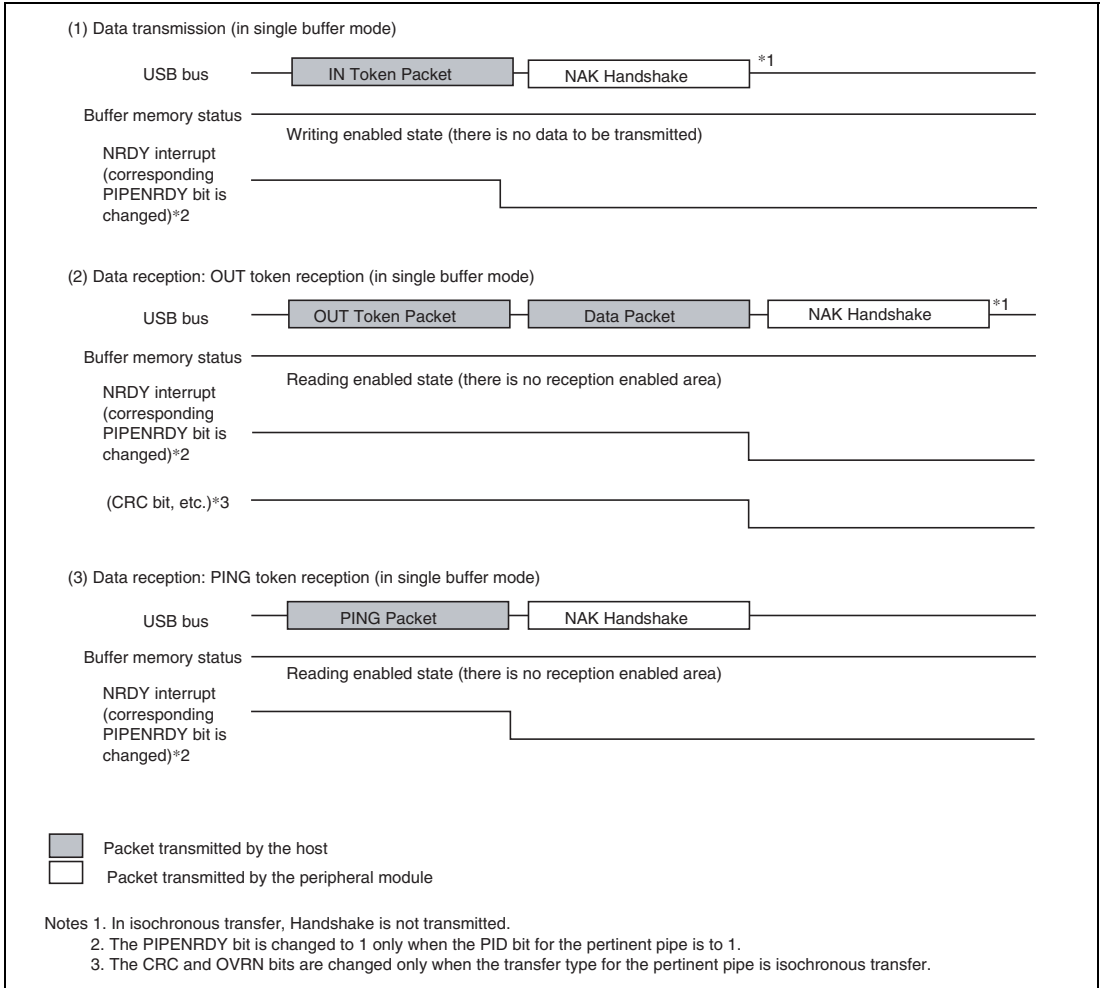 (1) Data transmission (in single buffer mode)
USB bus
IN Token Packet
NAK Handshake
*1
Buffer memory status
Writing enabled state (there is no data to be transmitted)
NRDY interrupt
(corresponding
PIPENRDY bit is
changed)*2
(2) Data reception: OUT token reception (in single buffer mode)
USB bus
OUT Token Packet
Data Packet
NAK Handshake
*1
Buffer memory status
Reading enabled state (there is no reception enabled area)
NRDY interrupt
(corresponding
PIPENRDY bit is
changed)*2
(CRC bit, etc.)*3
(3) Data reception: PING token reception (in single buffer mode)
USB bus
PING Packet
NAK Handshake
Buffer memory status
Reading enabled state (there is no reception enabled area)
NRDY interrupt
(corresponding
PIPENRDY bit is
changed)*2
Packet transmitted by the host
Packet transmitted by the peripheral module
Notes 1. In isochronous transfer, Handshake is not transmitted.
2. The PIPENRDY bit is changed to 1 only when the PID bit for the pertinent pipe is to 1.
3. The CRC and OVRN bits are changed only when the transfer type for the pertinent pipe is isochronous transfer.